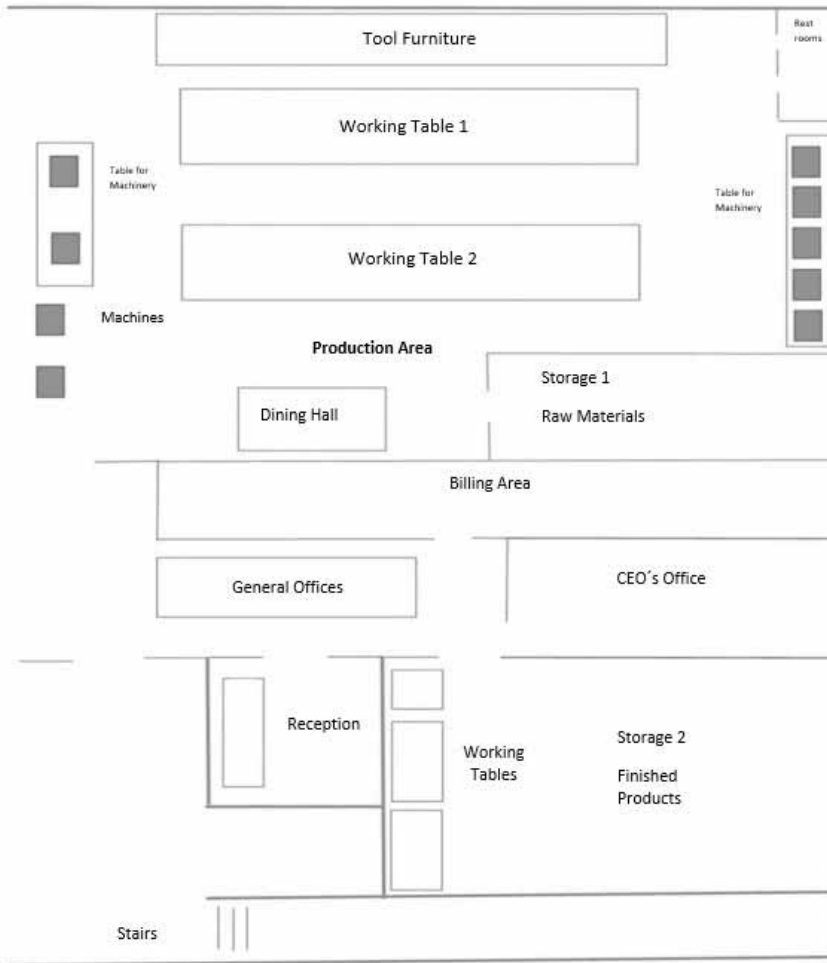 Tool Furniture
Rest
rooms
Working Table 1
Table for
Machinery
Table for
Machinery
Working Table 2
Machines
Production Area
Storage 1
Raw Materials
Dining Hall
Billing Area
General Offices
CEO´s Office
Reception
Working
Tables
Storage 2
Finished
Products
Stairs